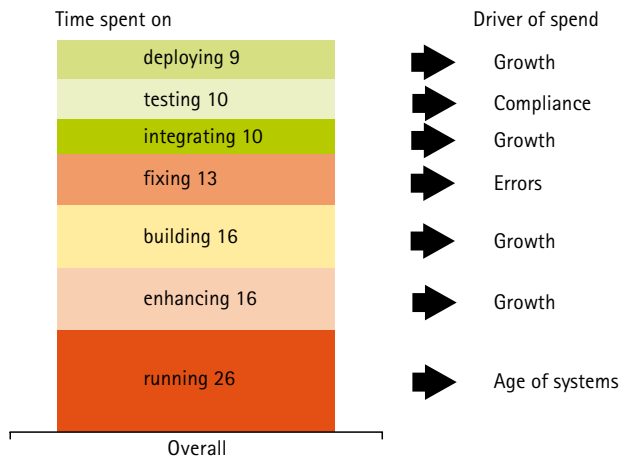 Time spent on Driver of spend
deploying 9 Growth
testing 10 Compliance
integrating 10 Growth
fixing 13 Errors
building 16 Growth
enhancing 16 Growth
running 26 Age of systems
Overall